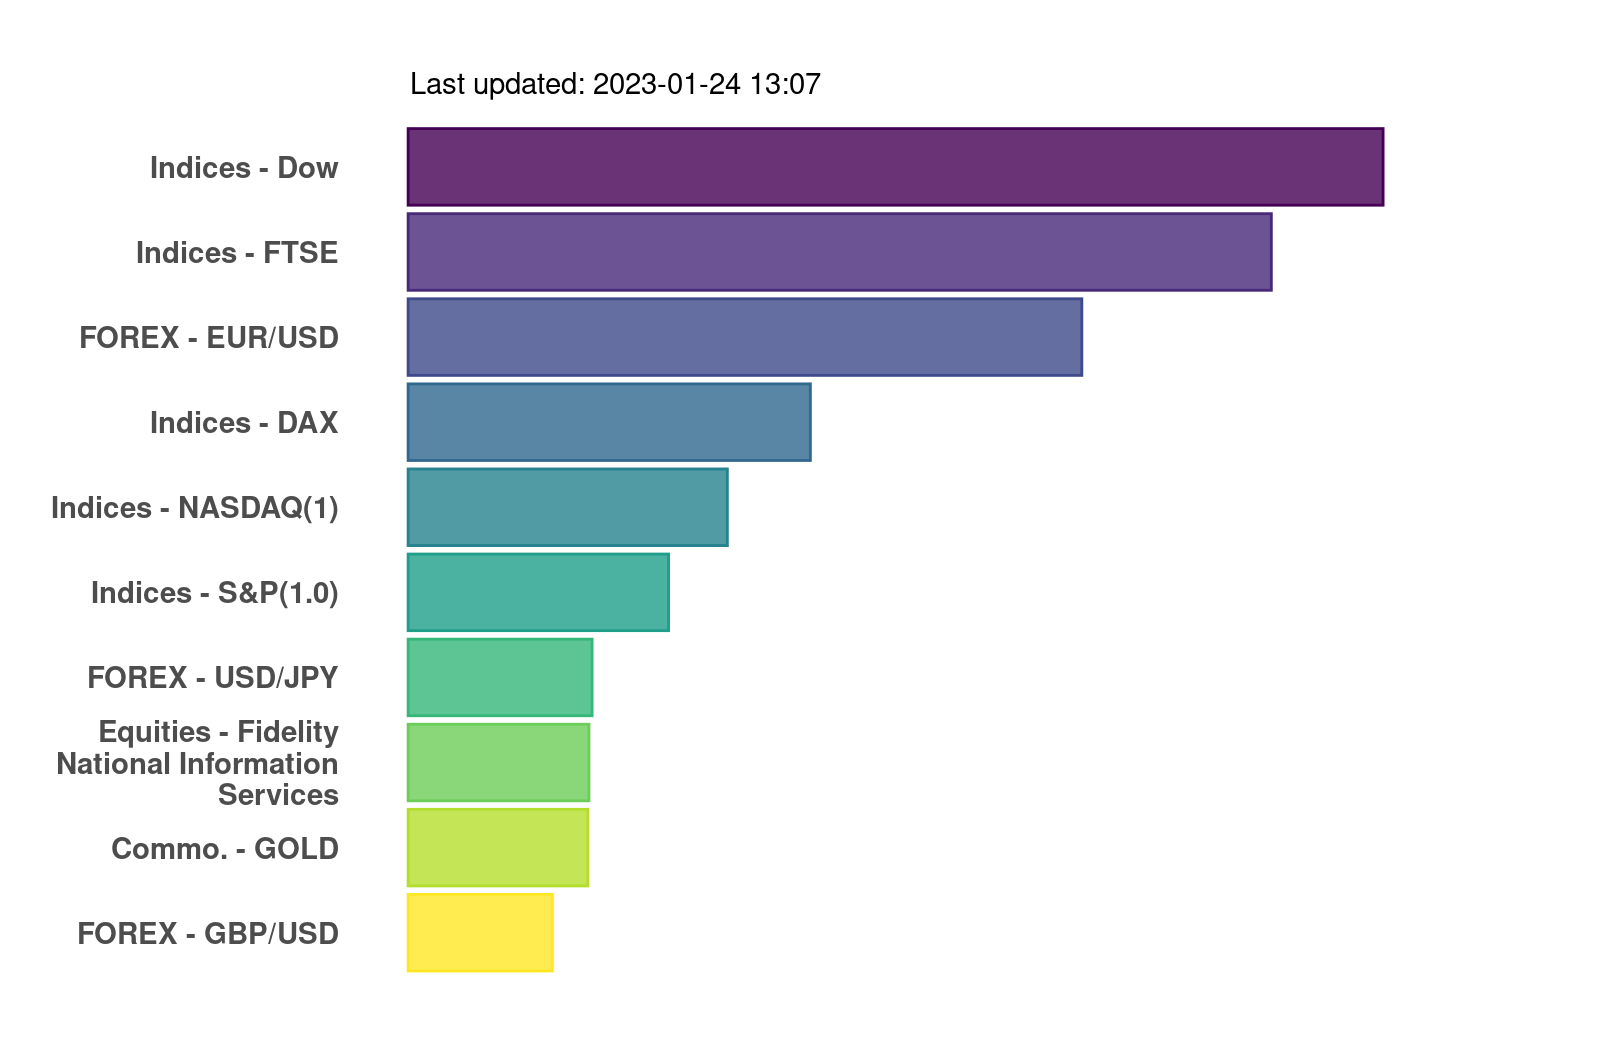 Last updated: 2023-01-24 13:07
Indices - Dow
Indices - FTSE
FOREX - EUR/USD
Indices - DAX
Indices - NASDAQ(1)
Indices - S&P(1.0)
FOREX - USD/JPY
Equities - Fidelity
National Information
Services
Commo. - GOLD
FOREX - GBP/USD